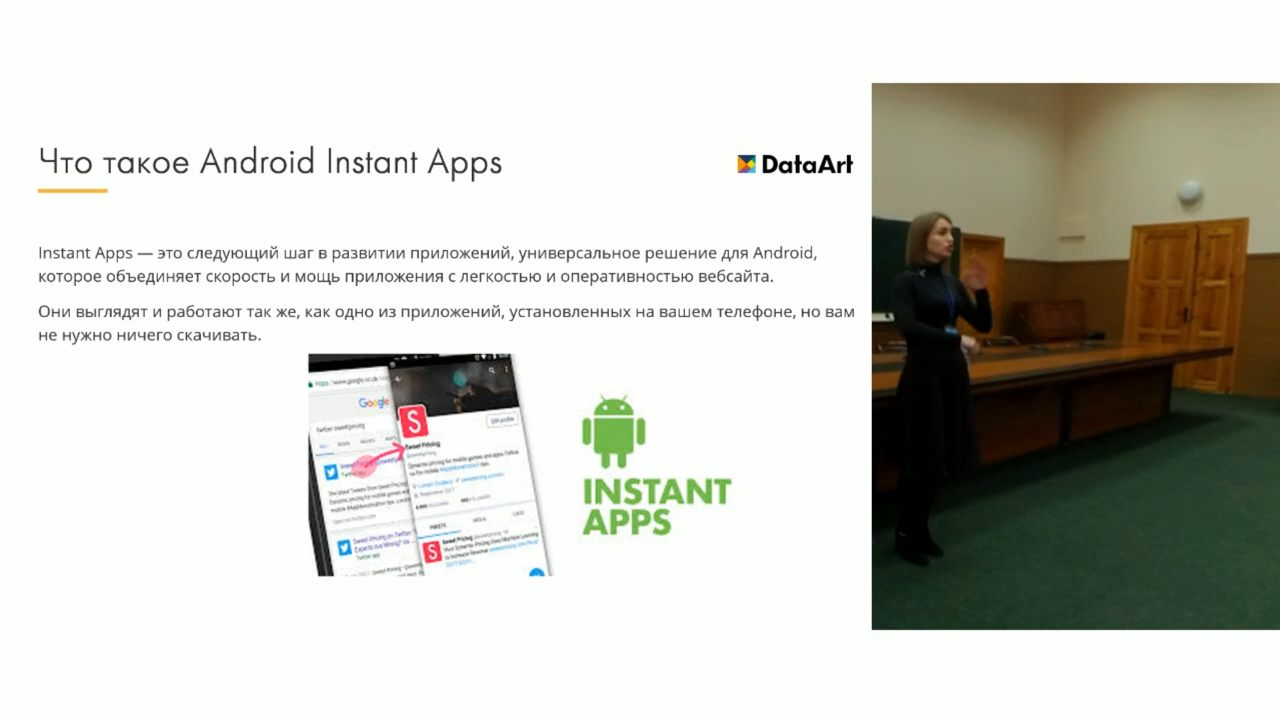 Что такое Android Instant Apps
DataArt
Instant Apps — это следующий шаг в развитии приложений, универсальное решение для Android,
которое объединяет скорость и мощь приложения с легкостью и оперативностью вебсайта.
Они выглядят и работают так же, как одно из приложений, установленных на вашем телефоне, но вам
не нужно ничего скачивать.
Google
S
Sweet Pricing
S
INSTANT
APPS